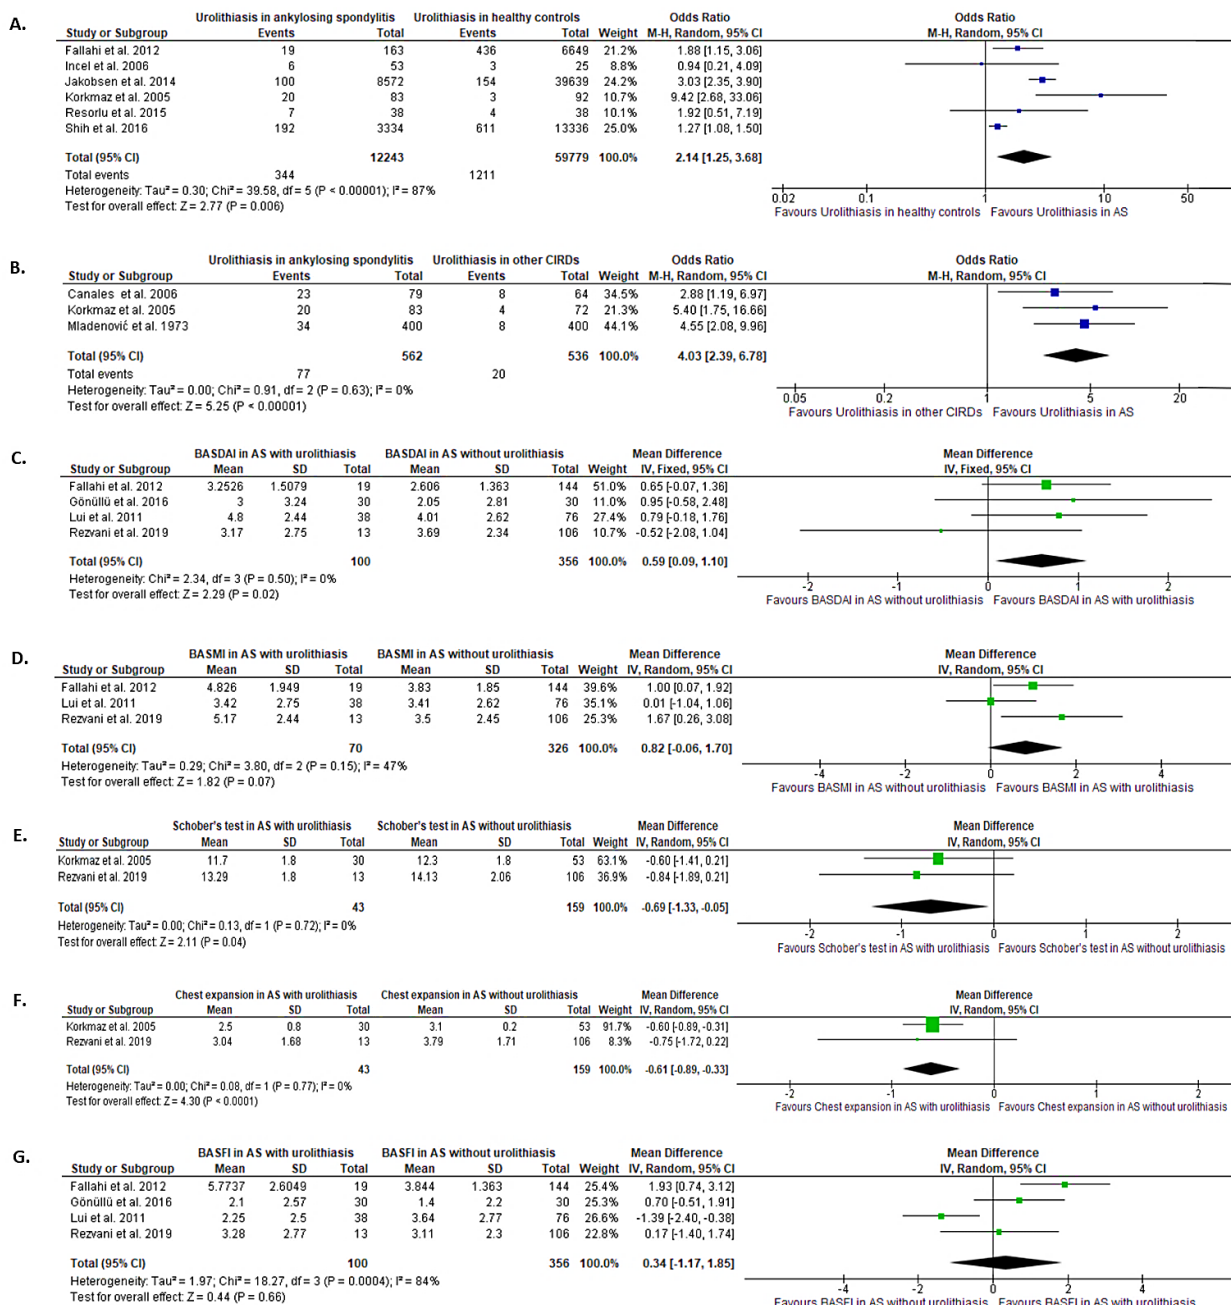 A.
Urolithiasis in ankylosing spondylitis Urolithiasis in healthy controls Odds Ratio Odds Ratio
Study or Subgroup Events Total Events Total Weight M-H, Random, 95% CI M-H, Random, 95% CI
Fallahi et al. 2012 19 163 436 6649 21.2% 1.88 [1.15, 3.06]
Incel et al. 2006 6 53 3 25 8.8% 0.94 [0.21, 4.09]
Jakobsen et al. 2014 100 8572 154 39639 24.2% 3.03 [2.35, 3.90]
Korkmaz et al. 2005 20 83 3 92 10.7% 9.42 [2.68, 33.06]
Resorlu et al. 2015 7 38 4 38 10.1% 1.92 [0.51, 7.19]
Shih et al. 2016 192 3334 611 13336 25.0% 1.27 [1.08, 1.50]
Total (95% CI) 12243 59779 100.0% 2.14 [1.25, 3.68]
Total events 344 1211
Heterogeneity: Tau² = 0.30; Chi² = 39.58, df = 5 (P < 0.00001); I² = 87%
Test for overall effect: Z = 2.77 (P = 0.006)
0.02 0.1 1 10 50
Favours Urolithiasis in healthy controls Favours Urolithiasis in AS
B.
Urolithiasis in ankylosing spondylitis Urolithiasis in other CIRDs Odds Ratio Odds Ratio
Study or Subgroup Events Total Events Total Weight M-H, Random, 95% CI M-H, Random, 95% CI
Canales et al. 2006 23 79 8 64 34.5% 2.88 [1.19, 6.97]
Korkmaz et al. 2005 20 83 4 72 21.3% 5.40 [1.75, 16.66]
Mladenović et al. 1973 34 400 8 400 44.1% 4.55 [2.08, 9.96]
Total (95% CI) 562 536 100.0% 4.03 [2.39, 6.78]
Total events 77 20
Heterogeneity: Tau² = 0.00; Chi² = 0.91, df = 2 (P = 0.63); I² = 0%
Test for overall effect: Z = 5.25 (P < 0.00001)
0.05 0.2 1 5 20
Favours Urolithiasis in other CIRDs Favours Urolithiasis in AS
C.
BASDAI in AS with urolithiasis BASDAI in AS without urolithiasis Mean Difference Mean Difference
Study or Subgroup Mean SD Total Mean SD Total Weight IV, Fixed, 95% CI IV, Fixed, 95% CI
Fallahi et al. 2012 3.2526 1.5079 19 2.606 1.363 144 51.0% 0.65 [-0.07, 1.36]
Gönüllü et al. 2016 3 3.24 30 2.05 2.81 30 11.0% 0.95 [-0.58, 2.48]
Lui et al. 2011 4.8 2.44 38 4.01 2.62 76 27.4% 0.79 [-0.18, 1.76]
Rezvani et al. 2019 3.17 2.75 13 3.69 2.34 106 10.7% -0.52 [-2.08, 1.04]
Total (95% CI) 100 356 100.0% 0.59 [0.09, 1.10]
Heterogeneity: Chi² = 2.34, df = 3 (P = 0.50); I² = 0%
Test for overall effect: Z = 2.29 (P = 0.02)
-2 -1 0 1 2
Favours BASDAI in AS without urolithiasis Favours BASDAI in AS with urolithiasis
D.
BASMI in AS with urolithiasis BASMI in AS without urolithiasis Mean Difference Mean Difference
Study or Subgroup Mean SD Total Mean SD Total Weight IV, Random, 95% CI IV, Random, 95% CI
Fallahi et al. 2012 4.826 1.949 19 3.83 1.85 144 39.6% 1.00 [0.07, 1.92]
Lui et al. 2011 3.42 2.75 38 3.41 2.62 76 35.1% 0.01 [-1.04, 1.06]
Rezvani et al. 2019 5.17 2.44 13 3.5 2.45 106 25.3% 1.67 [0.26, 3.08]
Total (95% CI) 70 326 100.0% 0.82 [-0.06, 1.70]
Heterogeneity: Tau² = 0.29; Chi² = 3.80, df = 2 (P = 0.15); I² = 47%
Test for overall effect: Z = 1.82 (P = 0.07)
-4 -2 0 2 4
Favours BASMI in AS without urolithiasis Favours BASMI in AS with urolithiasis
E.
Schober's test in AS with urolithiasis Schober's test in AS without urolithiasis Mean Difference Mean Difference
Study or Subgroup Mean SD Total Mean SD Total Weight IV, Random, 95% CI IV, Random, 95% CI
Korkmaz et al. 2005 11.7 1.8 30 12.3 1.8 53 63.1% -0.60 [-1.41, 0.21]
Rezvani et al. 2019 13.29 1.8 13 14.13 2.06 106 36.9% -0.84 [-1.89, 0.21]
Total (95% CI) 43 159 100.0% -0.69 [-1.33, -0.05]
Heterogeneity: Tau² = 0.00; Chi² = 0.13, df = 1 (P = 0.72); I² = 0%
Test for overall effect: Z = 2.11 (P = 0.04)
-2 -1 0 1 2
Favours Schober's test in AS with urolithiasis Favours Schober's test in AS without urolithiasis
F.
Chest expansion in AS with urolithiasis Chest expansion in AS without urolithiasis Mean Difference Mean Difference
Study or Subgroup Mean SD Total Mean SD Total Weight IV, Random, 95% CI IV, Random, 95% CI
Korkmaz et al. 2005 2.5 0.8 30 3.1 0.2 53 91.7% -0.60 [-0.89, -0.31]
Rezvani et al. 2019 3.04 1.68 13 3.79 1.71 106 8.3% -0.75 [-1.72, 0.22]
Total (95% CI) 43 159 100.0% -0.61 [-0.89, -0.33]
Heterogeneity: Tau² = 0.00; Chi² = 0.08, df = 1 (P = 0.77); I² = 0%
Test for overall effect: Z = 4.30 (P < 0.0001)
-2 -1 0 1 2
Favours Chest expansion in AS with urolithiasis Favours Chest expansion in AS without urolithiasis
G.
BASFI in AS with urolithiasis BASFI in AS without urolithiasis Mean Difference Mean Difference
Study or Subgroup Mean SD Total Mean SD Total Weight IV, Random, 95% CI IV, Random, 95% CI
Fallahi et al. 2012 5.7737 2.6049 19 3.844 1.363 144 25.4% 1.93 [0.74, 3.12]
Gönüllü et al. 2016 2.1 2.57 30 1.4 2.2 30 25.3% 0.70 [-0.51, 1.91]
Lui et al. 2011 2.25 2.5 38 3.64 2.77 76 26.6% -1.39 [-2.40, -0.38]
Rezvani et al. 2019 3.28 2.77 13 3.11 2.3 106 22.8% 0.17 [-1.40, 1.74]
Total (95% CI) 100 356 100.0% 0.34 [-1.17, 1.85]
Heterogeneity: Tau² = 1.97; Chi² = 18.27, df = 3 (P = 0.0004); I² = 84%
Test for overall effect: Z = 0.44 (P = 0.66)
-4 -2 0 2 4
Favours BASFI in AS without urolithiasis Favours BASFI in AS with urolithiasis